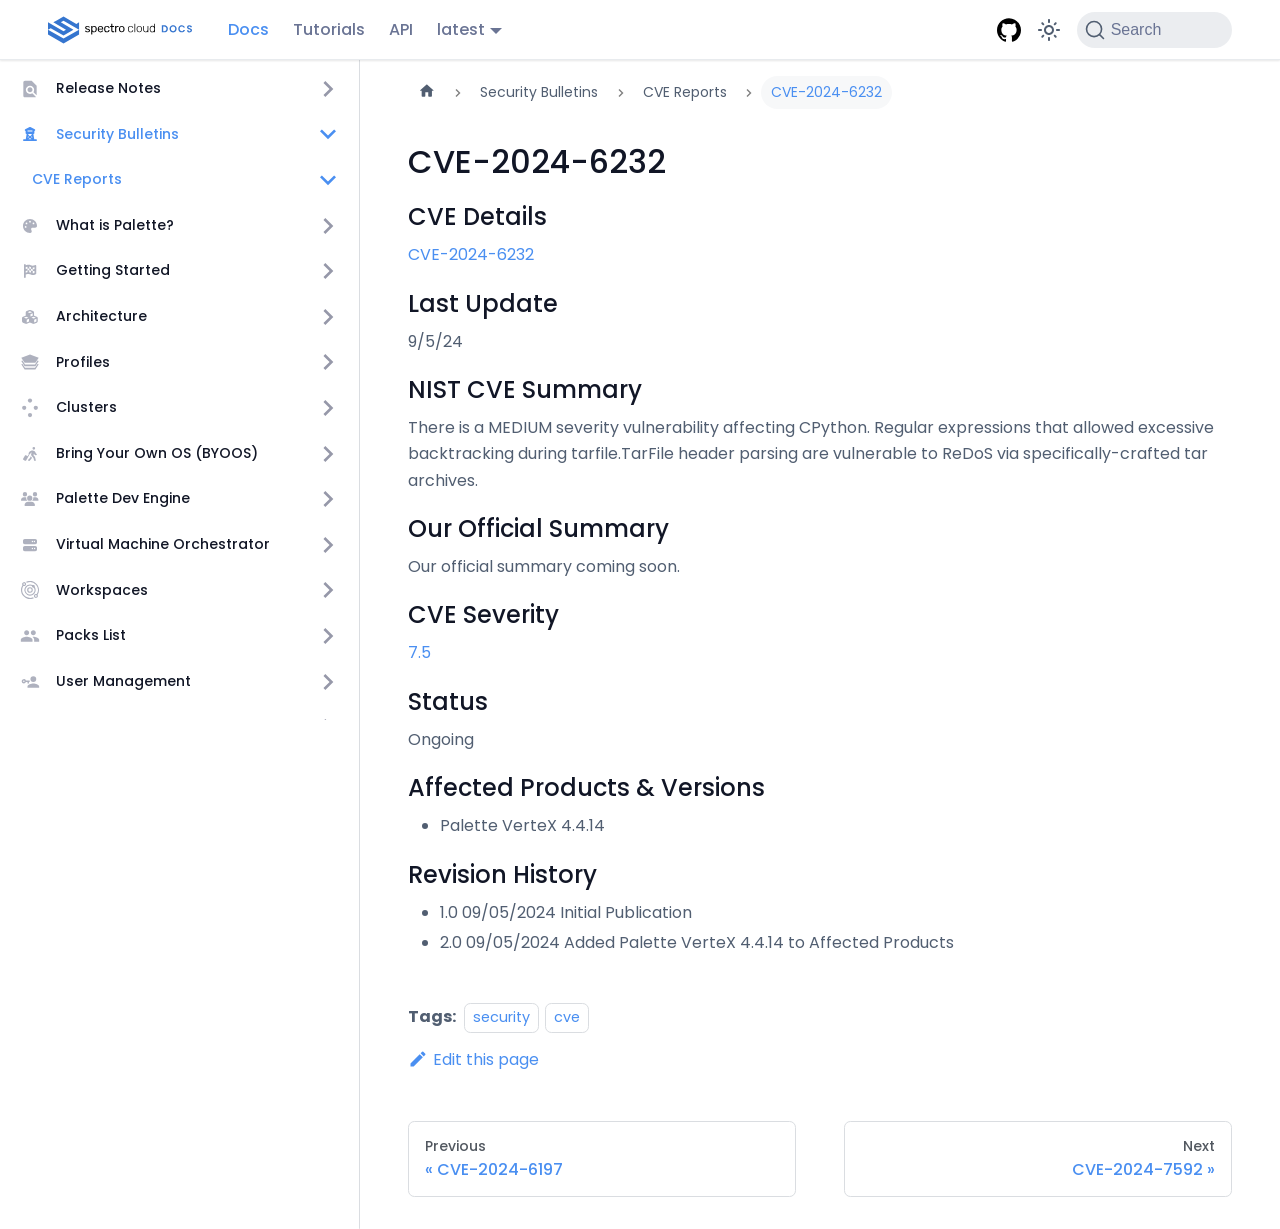 spectro cloud DOCS
Docs
Tutorials
API
latest
Search
Release Notes
Security Bulletins
CVE Reports
What is Palette?
Getting Started
Architecture
Profiles
Clusters
Bring Your Own OS (BYOOS)
Palette Dev Engine
Virtual Machine Orchestrator
Workspaces
Packs List
User Management
Security Bulletins
CVE Reports
CVE-2024-6232
CVE-2024-6232
CVE Details
CVE-2024-6232
Last Update
9/5/24
NIST CVE Summary
There is a MEDIUM severity vulnerability affecting CPython. Regular expressions that allowed excessive
backtracking during tarfile.TarFile header parsing are vulnerable to ReDoS via specifically-crafted tar
archives.
Our Official Summary
Our official summary coming soon.
CVE Severity
7.5
Status
Ongoing
Affected Products & Versions
Palette VerteX 4.4.14
Revision History
1.0 09/05/2024 Initial Publication
2.0 09/05/2024 Added Palette VerteX 4.4.14 to Affected Products
Tags: security cve
Edit this page
Previous
« CVE-2024-6197
Next
CVE-2024-7592 »